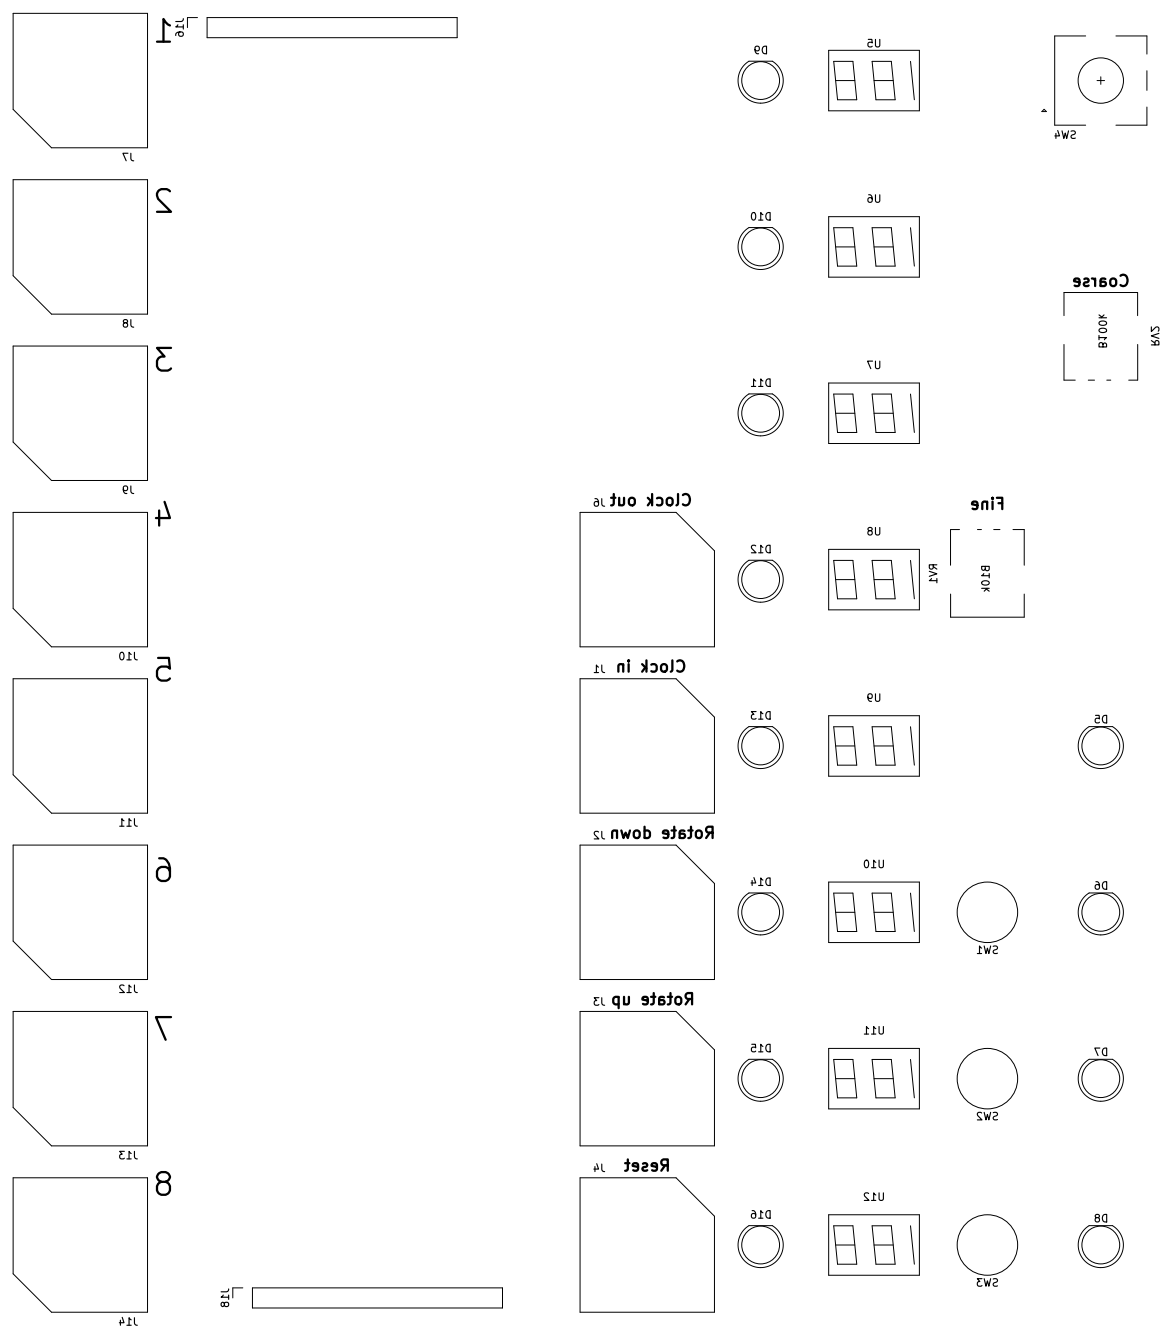 1
J16
D9
U5
SW4
J7
2
D10
U6
J8
Coarse
B100k
RV2
3
D11
U7
J9
4
J6 Clock out
D12
U8
RV1
Fine
B10k
J10
5
J1 Clock in
D13
U9
D5
J11
6
J2 Rotate down
D14
U10
SW1
D6
J12
7
J3 Rotate up
D15
U11
SW2
D7
J13
8
J4 Reset
D16
U12
SW3
D8
J18
J14